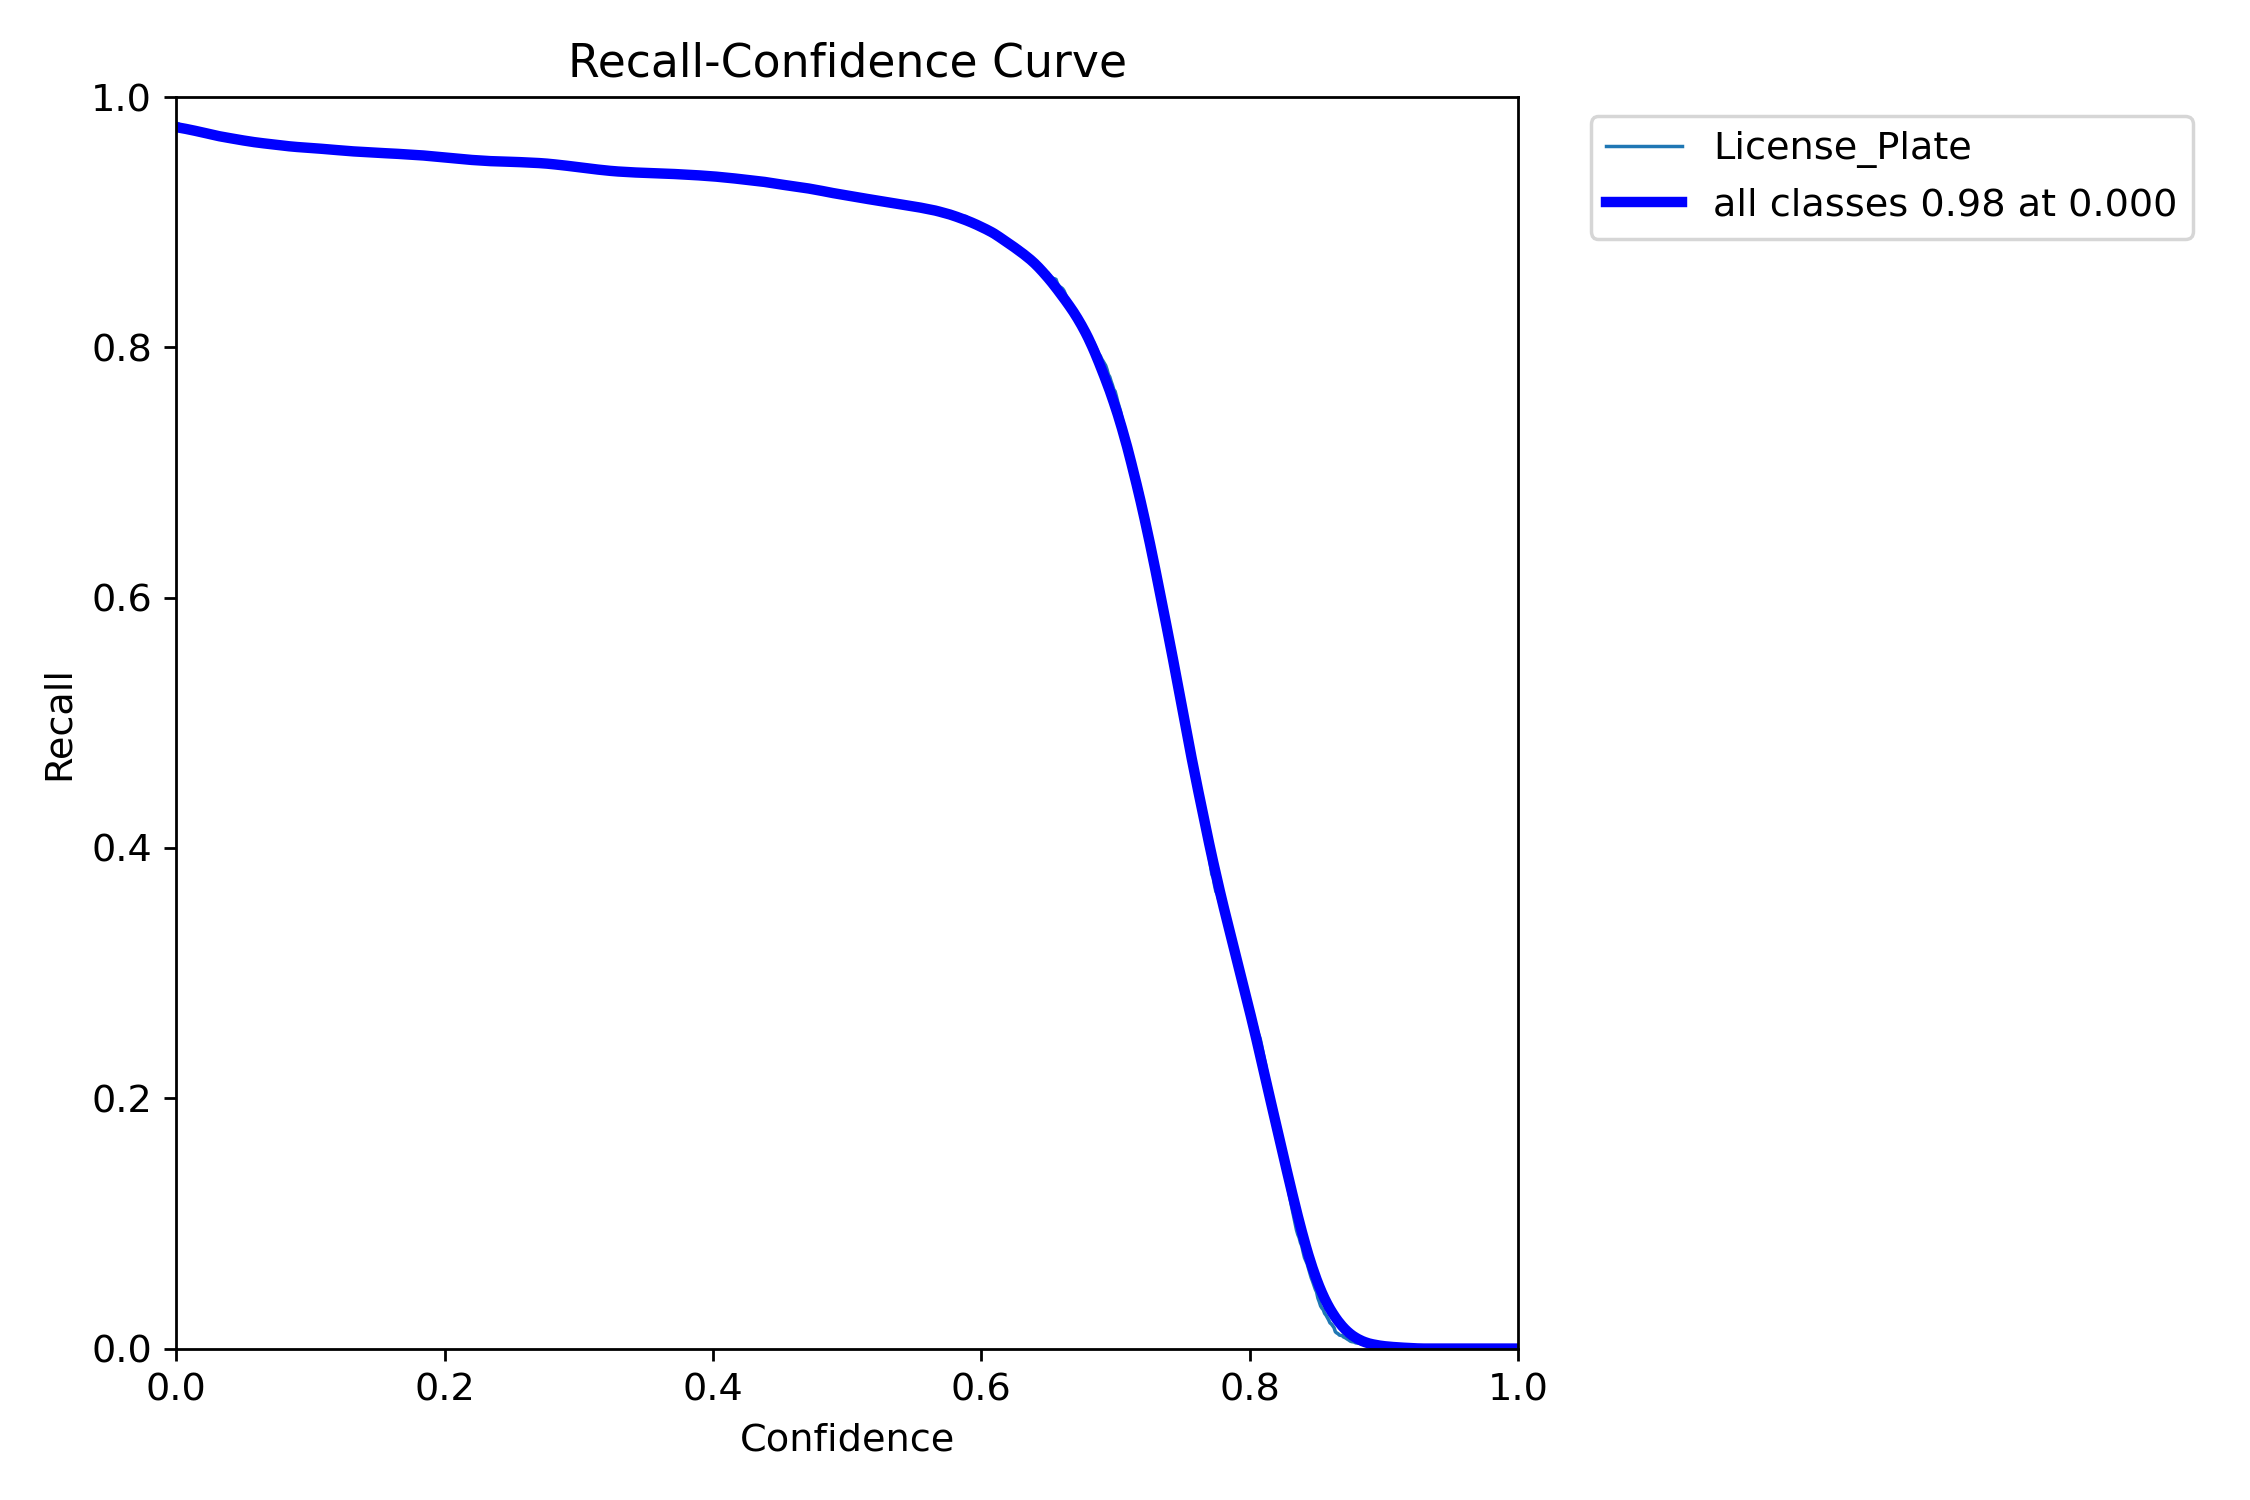 Recall-Confidence Curve
1.0
0.8
0.6
0.4
0.2
0.0
Recall
0.0 0.2 0.4 0.6 0.8 1.0
Confidence
License_Plate
all classes 0.98 at 0.000